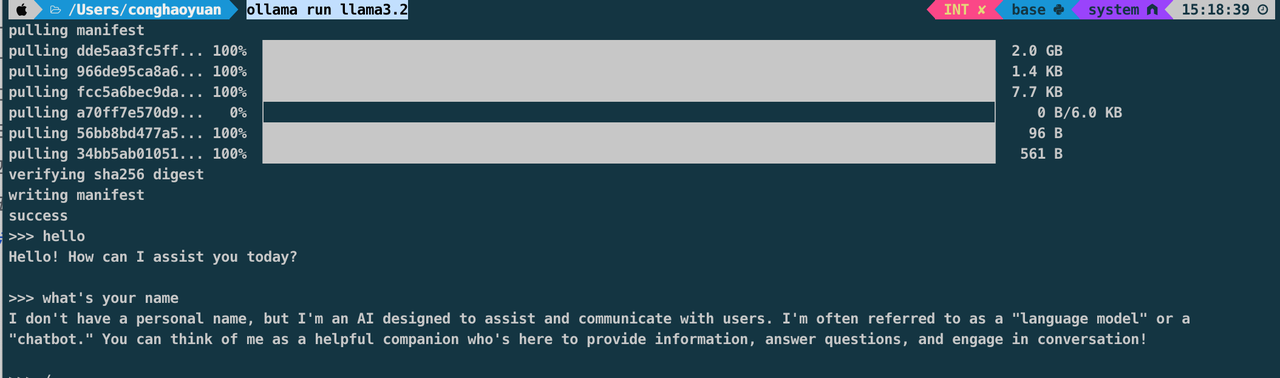 /Users/conghaoyuan ollama run llama3.2 INT ✘ base system 15:18:39
pulling manifest
pulling dde5aa3fc5ff... 100% 2.0 GB
pulling 966de95ca8a6... 100% 1.4 KB
pulling fcc5a6bec9da... 100% 7.7 KB
pulling a70ff7e570d9... 0% 0 B/6.0 KB
pulling 56bb8bd477a5... 100% 96 B
pulling 34bb5ab01051... 100% 561 B
verifying sha256 digest
writing manifest
success
>>> hello
Hello! How can I assist you today?
>>> what's your name
I don't have a personal name, but I'm an AI designed to assist and communicate with users. I'm often referred to as a "language model" or a
"chatbot." You can think of me as a helpful companion who's here to provide information, answer questions, and engage in conversation!